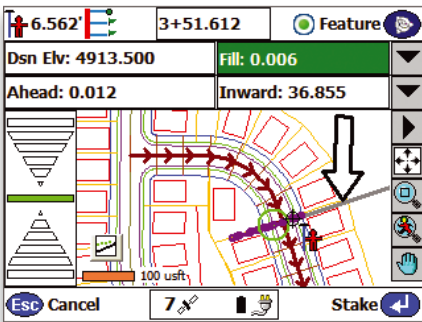 6.562' 3+51.612 Feature
Dsn Elv: 4913.500 Fill: 0.006
Ahead: 0.012 Inward: 36.855
100 usft
Esc Cancel 7 Stake